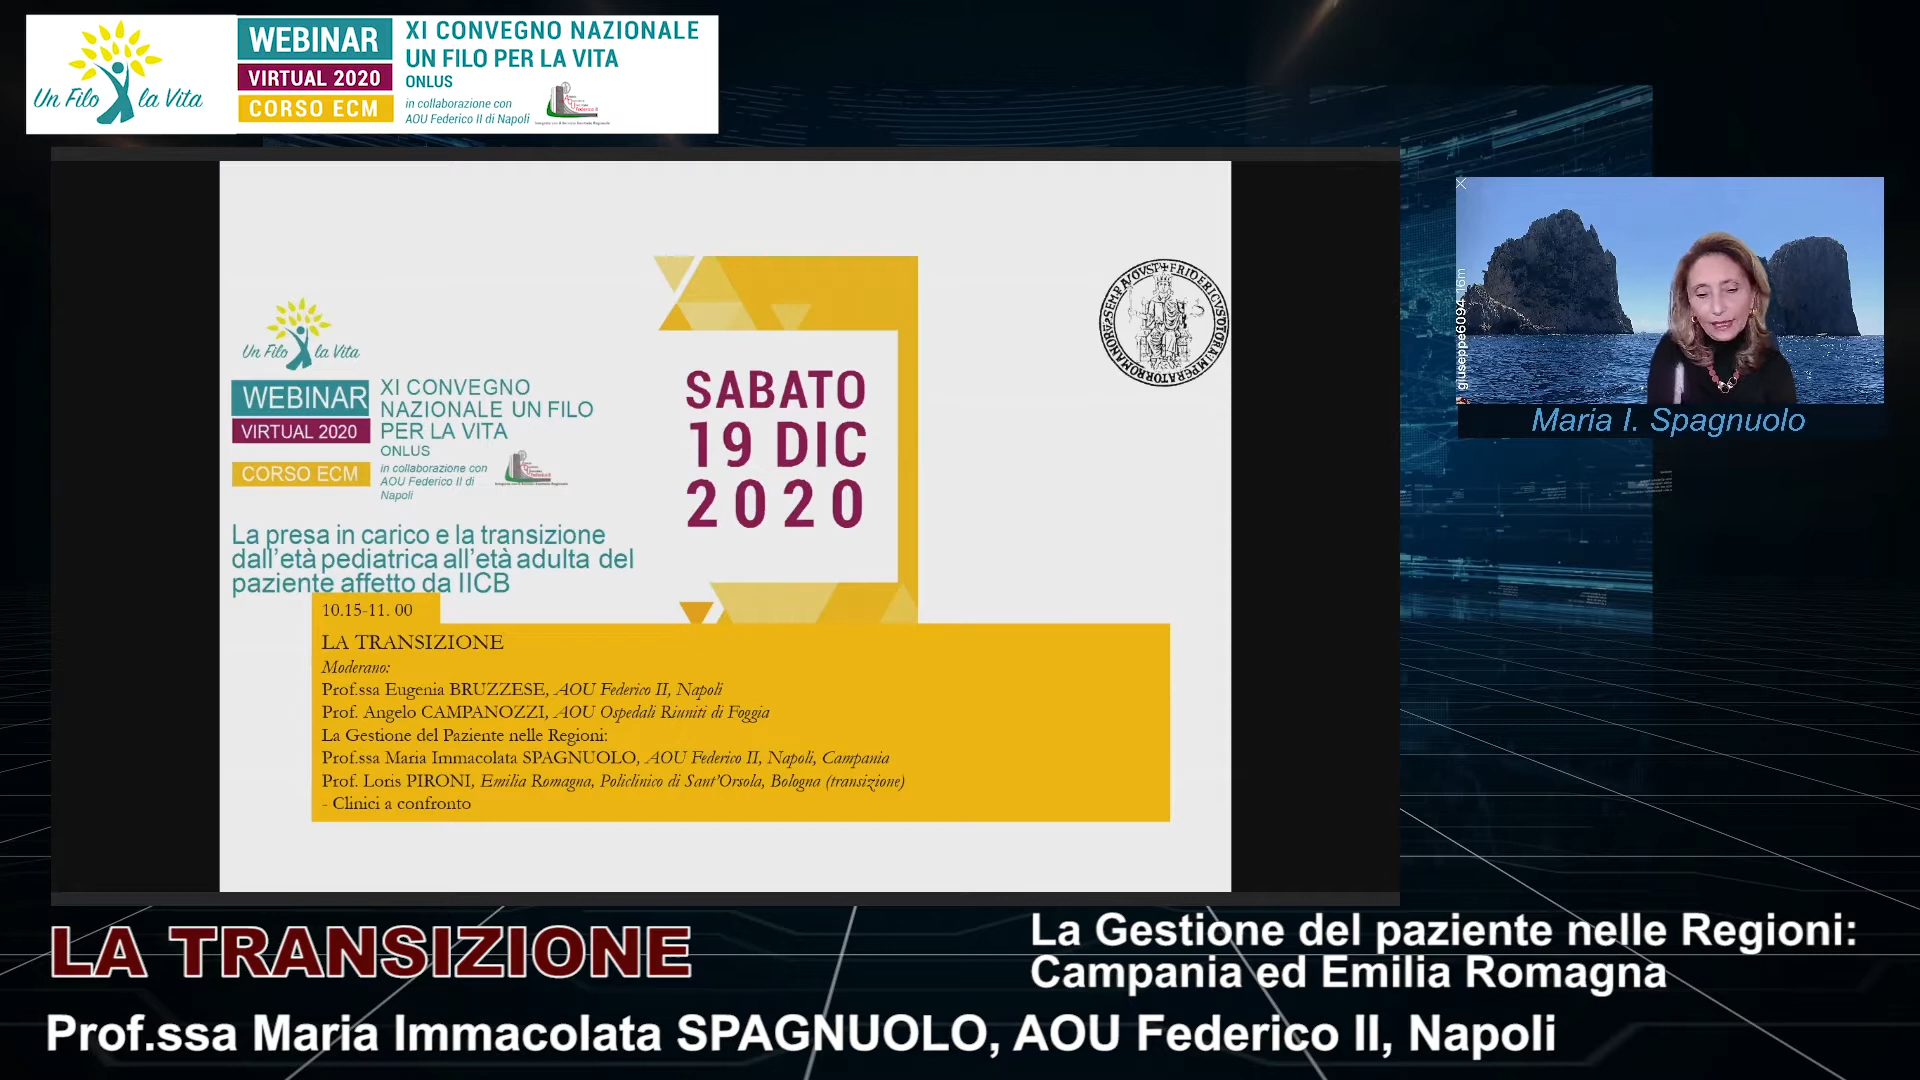 Un Filo la Vita
WEBINAR
VIRTUAL 2020
CORSO ECM
XI CONVEGNO NAZIONALE
UN FILO PER LA VITA
ONLUS
in collaborazione con
AOU Federico II di Napoli
Un Filo la Vita
WEBINAR
VIRTUAL 2020
CORSO ECM
XI CONVEGNO
NAZIONALE UN FILO
PER LA VITA
ONLUS
in collaborazione con
AOU Federico II di
Napoli
La presa in carico e la transizione
dall'età pediatrica all'età adulta del
paziente affetto da IICB
SABATO
19 DIC
2020
10.15-11. 00
LA TRANSIZIONE
Moderano:
Prof.ssa Eugenia BRUZZESE, AOU Federico II, Napoli
Prof. Angelo CAMPANOZZI, AOU Ospedali Riuniti di Foggia
La Gestione del Paziente nelle Regioni:
Prof.ssa Maria Immacolata SPAGNUOLO, AOU Federico II, Napoli, Campania
Prof. Loris PIRONI, Emilia Romagna, Policlinico di Sant'Orsola, Bologna (transizione)
- Clinici a confronto
giuseppe6094 16m
Maria I. Spagnuolo
LA TRANSIZIONE
La Gestione del paziente nelle Regioni:
Campania ed Emilia Romagna
Prof.ssa Maria Immacolata SPAGNUOLO, AOU Federico II, Napoli